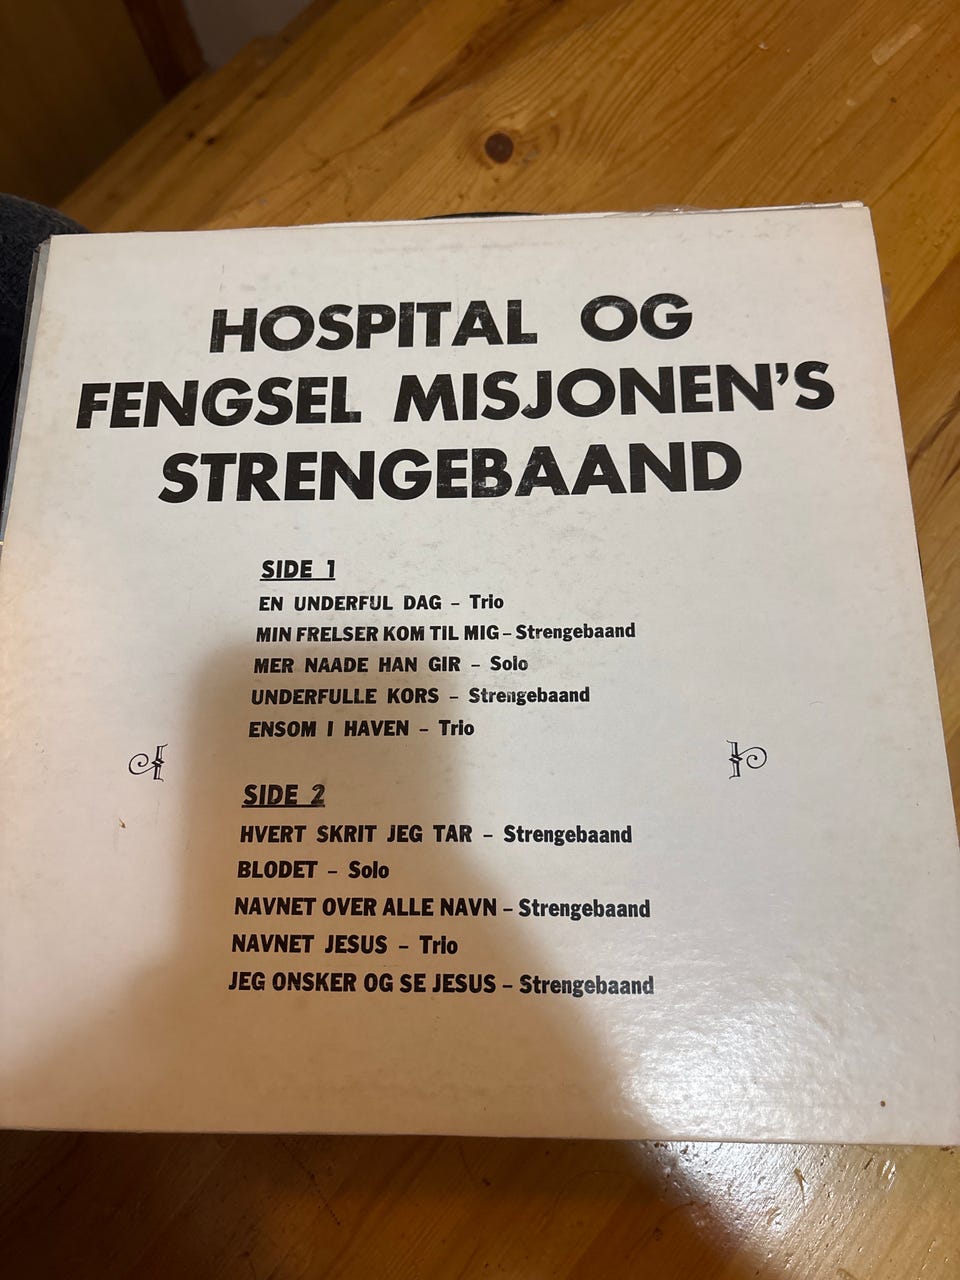 HOSPITAL OG
FENGSEL MISJONEN'S
STRENGEBAAND
SIDE 1
EN UNDERFUL DAG – Trio
MIN FRELSER KOM TIL MIG – Strengebaand
MER NAADE HAN GIR – Solo
UNDERFULLE KORS – Strengebaand
ENSOM I HAVEN – Trio
SIDE 2
HVERT SKRIT JEG TAR – Strengebaand
BLODET – Solo
NAVNET OVER ALLE NAVN – Strengebaand
NAVNET JESUS – Trio
JEG ONSKER OG SE JESUS – Strengebaand